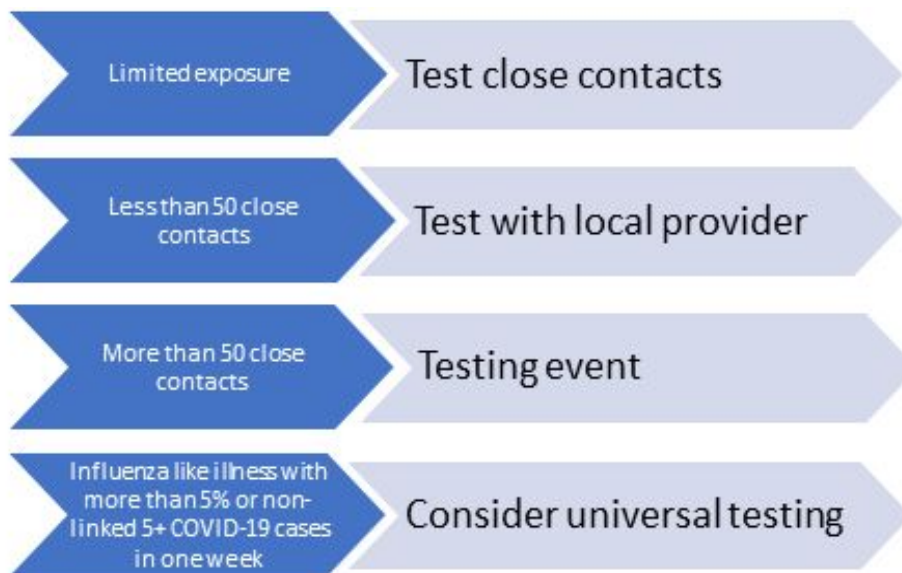 Limited exposure
Test close contacts
Less than 50 close
contacts
Test with local provider
More than 50 close
contacts
Testing event
Influenza like illness with
more than 5% or non-
linked 5+ COVID-19 cases
in one week
Consider universal testing